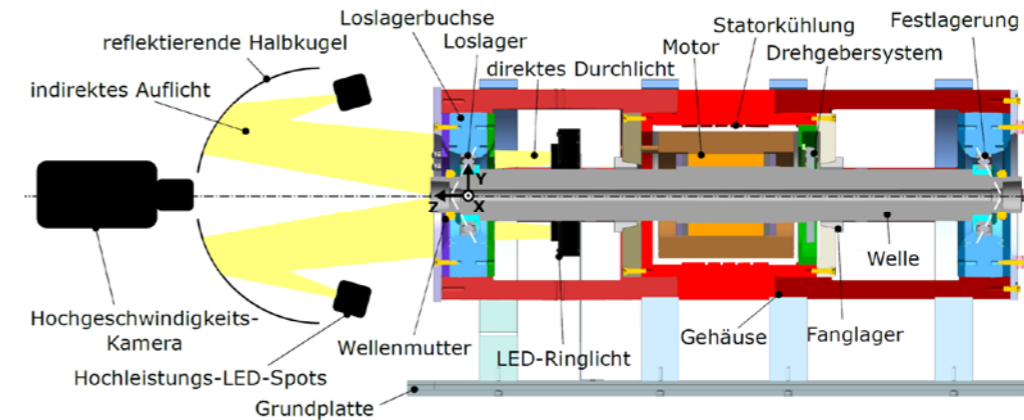 Loslagerbuchse
Statorkühlung
Festlagerung
reflektierende Halbkugel
Loslager
Motor
Drehgebersystem
indirektes Auflicht
direktes Durchlicht
Y
Z
X
Welle
Hochgeschwindigkeits-
Kamera
Wellenmutter
LED-Ringlicht
Gehäuse
Fanglager
Hochleistungs-LED-Spots
Grundplatte